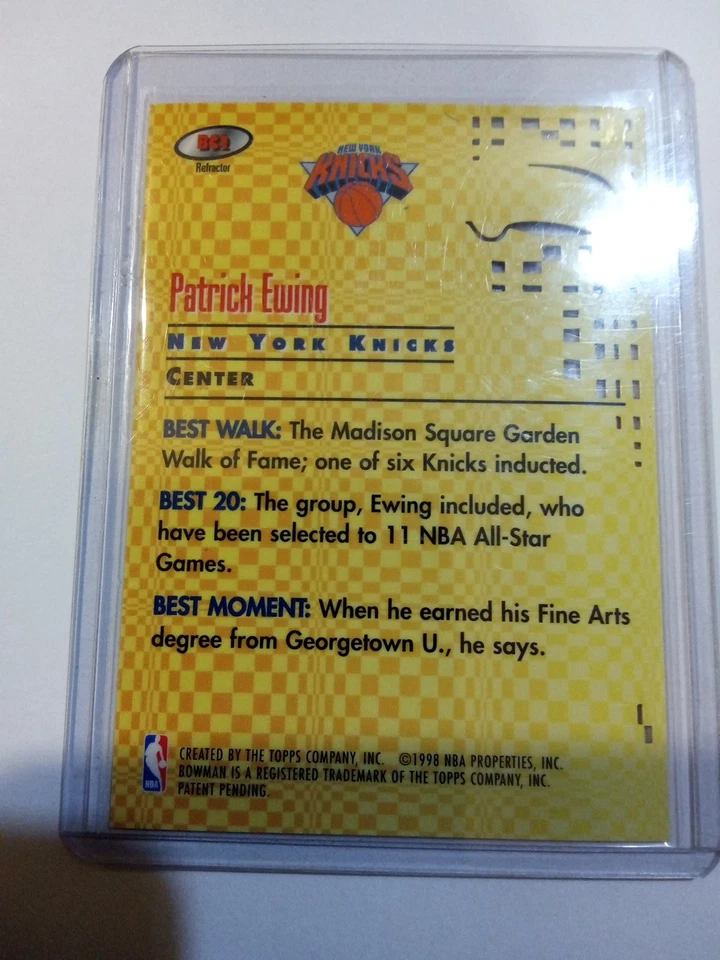 BC1
Refractor
NEW YORK
KNICKS
Patrick Ewing
NEW YORK KNICKS
CENTER
BEST WALK: The Madison Square Garden
Walk of Fame; one of six Knicks inducted.
BEST 20: The group, Ewing included, who
have been selected to 11 NBA All-Star
Games.
BEST MOMENT: When he earned his Fine Arts
degree from Georgetown U., he says.
NBA
CREATED BY THE TOPPS COMPANY, INC. ©1998 NBA PROPERTIES, INC.
BOWMAN IS A REGISTERED TRADEMARK OF THE TOPPS COMPANY, INC.
PATENT PENDING.